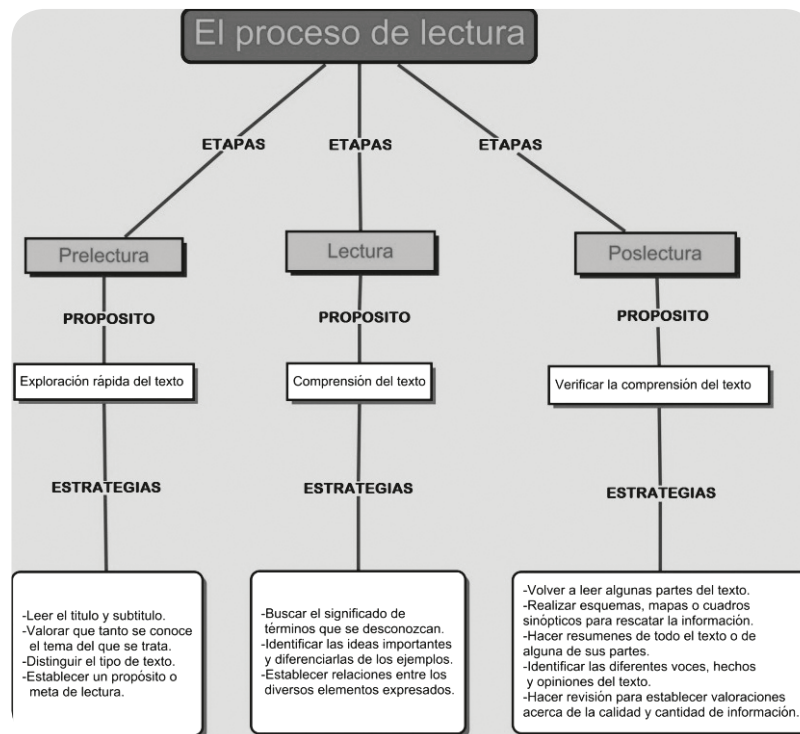 El proceso de lectura
ETAPAS
ETAPAS
ETAPAS
Prelectura
Lectura
Poslectura
PROPOSITO
PROPOSITO
PROPOSITO
Exploración rápida del texto
Comprensión del texto
Verificar la comprensión del texto
ESTRATEGIAS
ESTRATEGIAS
ESTRATEGIAS
-Leer el titulo y subtitulo.
-Valorar que tanto se conoce
el tema del que se trata.
-Distinguir el tipo de texto.
-Establecer un propósito o
meta de lectura.
-Buscar el significado de
términos que se desconozcan.
-Identificar las ideas importantes
y diferenciarlas de los ejemplos.
-Establecer relaciones entre los
diversos elementos expresados.
-Volver a leer algunas partes del texto.
-Realizar esquemas, mapas o cuadros
sinópticos para rescatar la información.
-Hacer resumenes de todo el texto o de
alguna de sus partes.
-Identificar las diferentes voces, hechos
y opiniones del texto.
-Hacer revisión para establecer valoraciones
acerca de la calidad y cantidad de información.